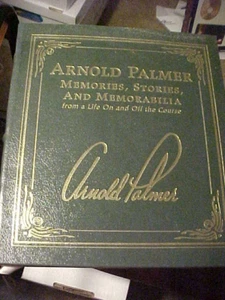 ARNOLD PALMER
MEMORIES, STORIES,
AND MEMORABILIA
from a Life On and Off the Course
Arnold Palmer